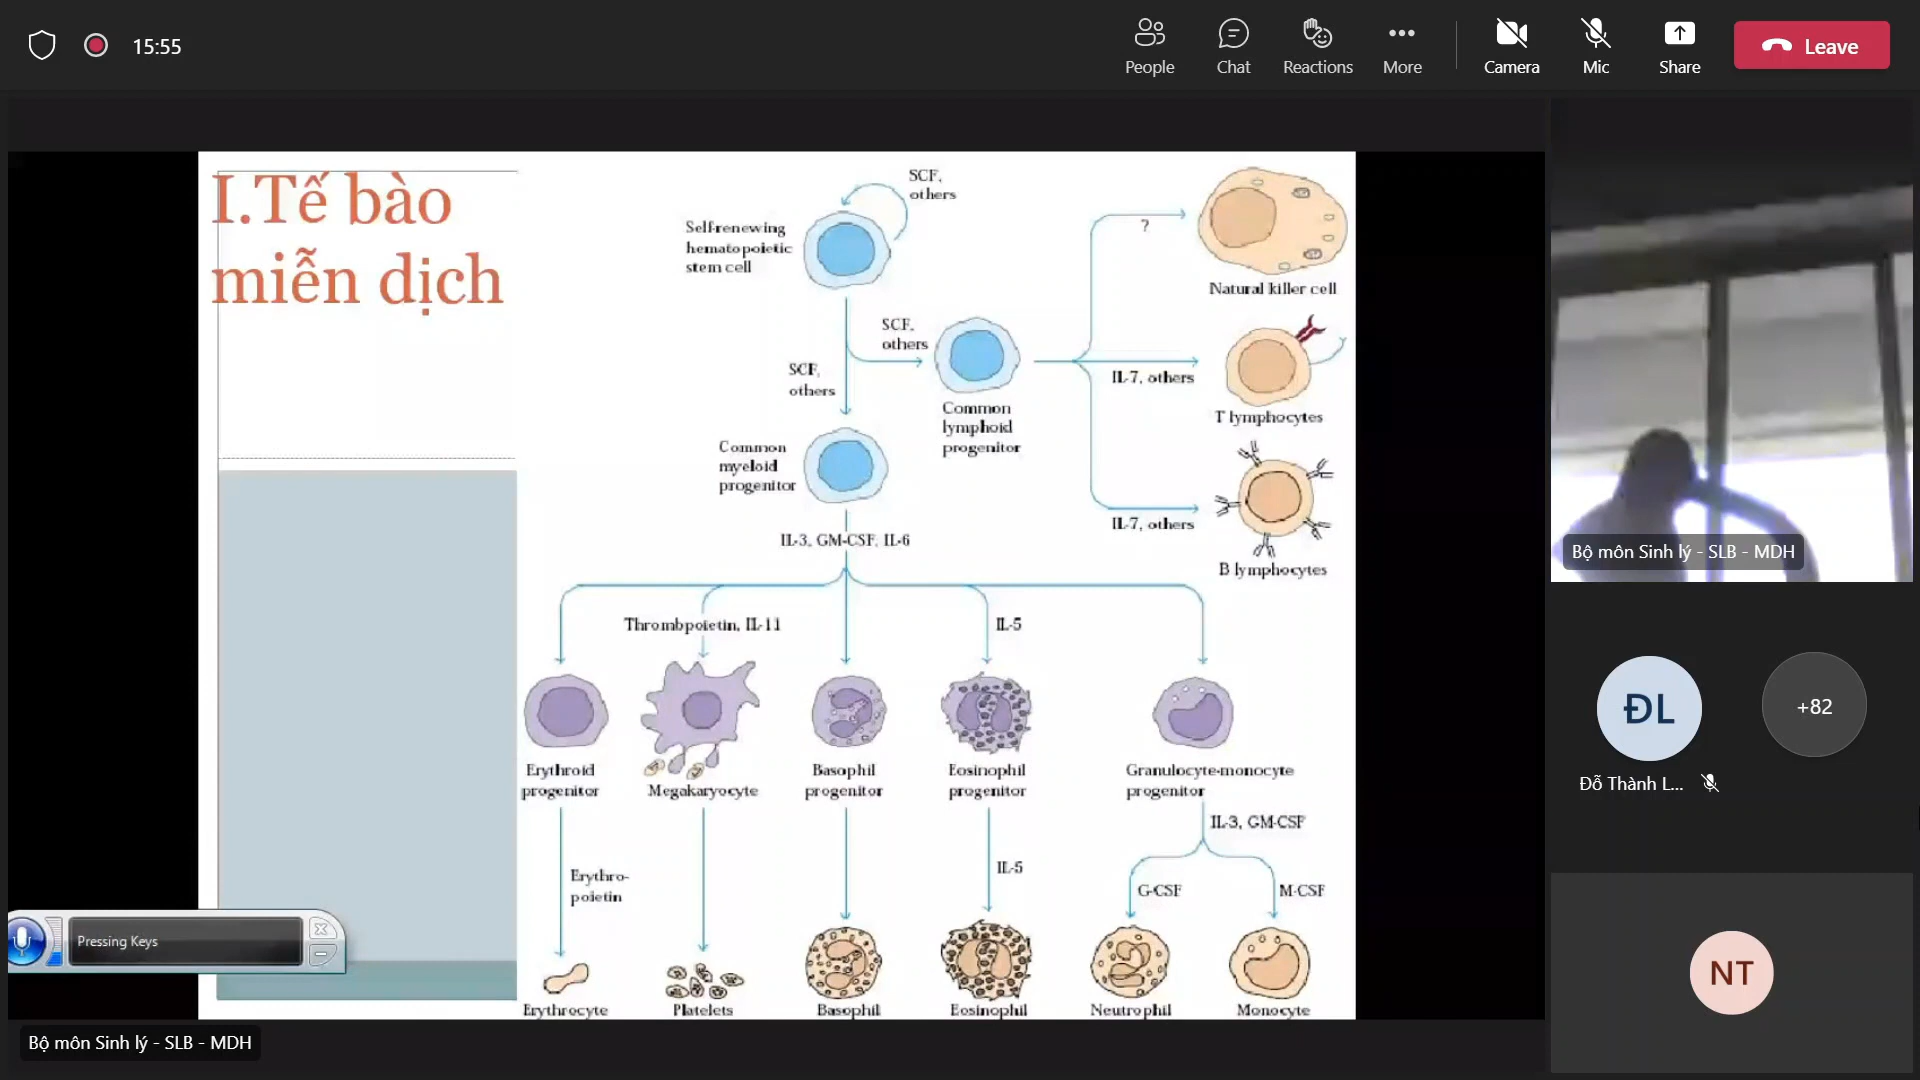 15:55
People
Chat
Reactions
More
Camera
Mic
Share
Leave
I.Tế bào
miễn dịch
SCF,
others
Self-renewing
hematopoietic
stem cell
?
Natural killer cell
SCF,
others
SCF,
others
IL-7, others
T lymphocytes
Common
lymphoid
progenitor
Common
myeloid
progenitor
IL-7, others
B lymphocytes
IL-3, GM-CSF, IL-6
Thrombpoietin, IL-11
IL-5
Erythroid
progenitor
Megakaryocyte
Basophil
progenitor
Eosinophil
progenitor
Granulocyte-monocyte
progenitor
IL-3, GM-CSF
Erythro-
poietin
IL-5
G-CSF
M-CSF
Erythrocyte
Platelets
Basophil
Eosinophil
Neutrophil
Monocyte
Pressing Keys
Bộ môn Sinh lý - SLB - MDH
Bộ môn Sinh lý - SLB - MDH
ĐL
+82
Đỗ Thành L...
NT